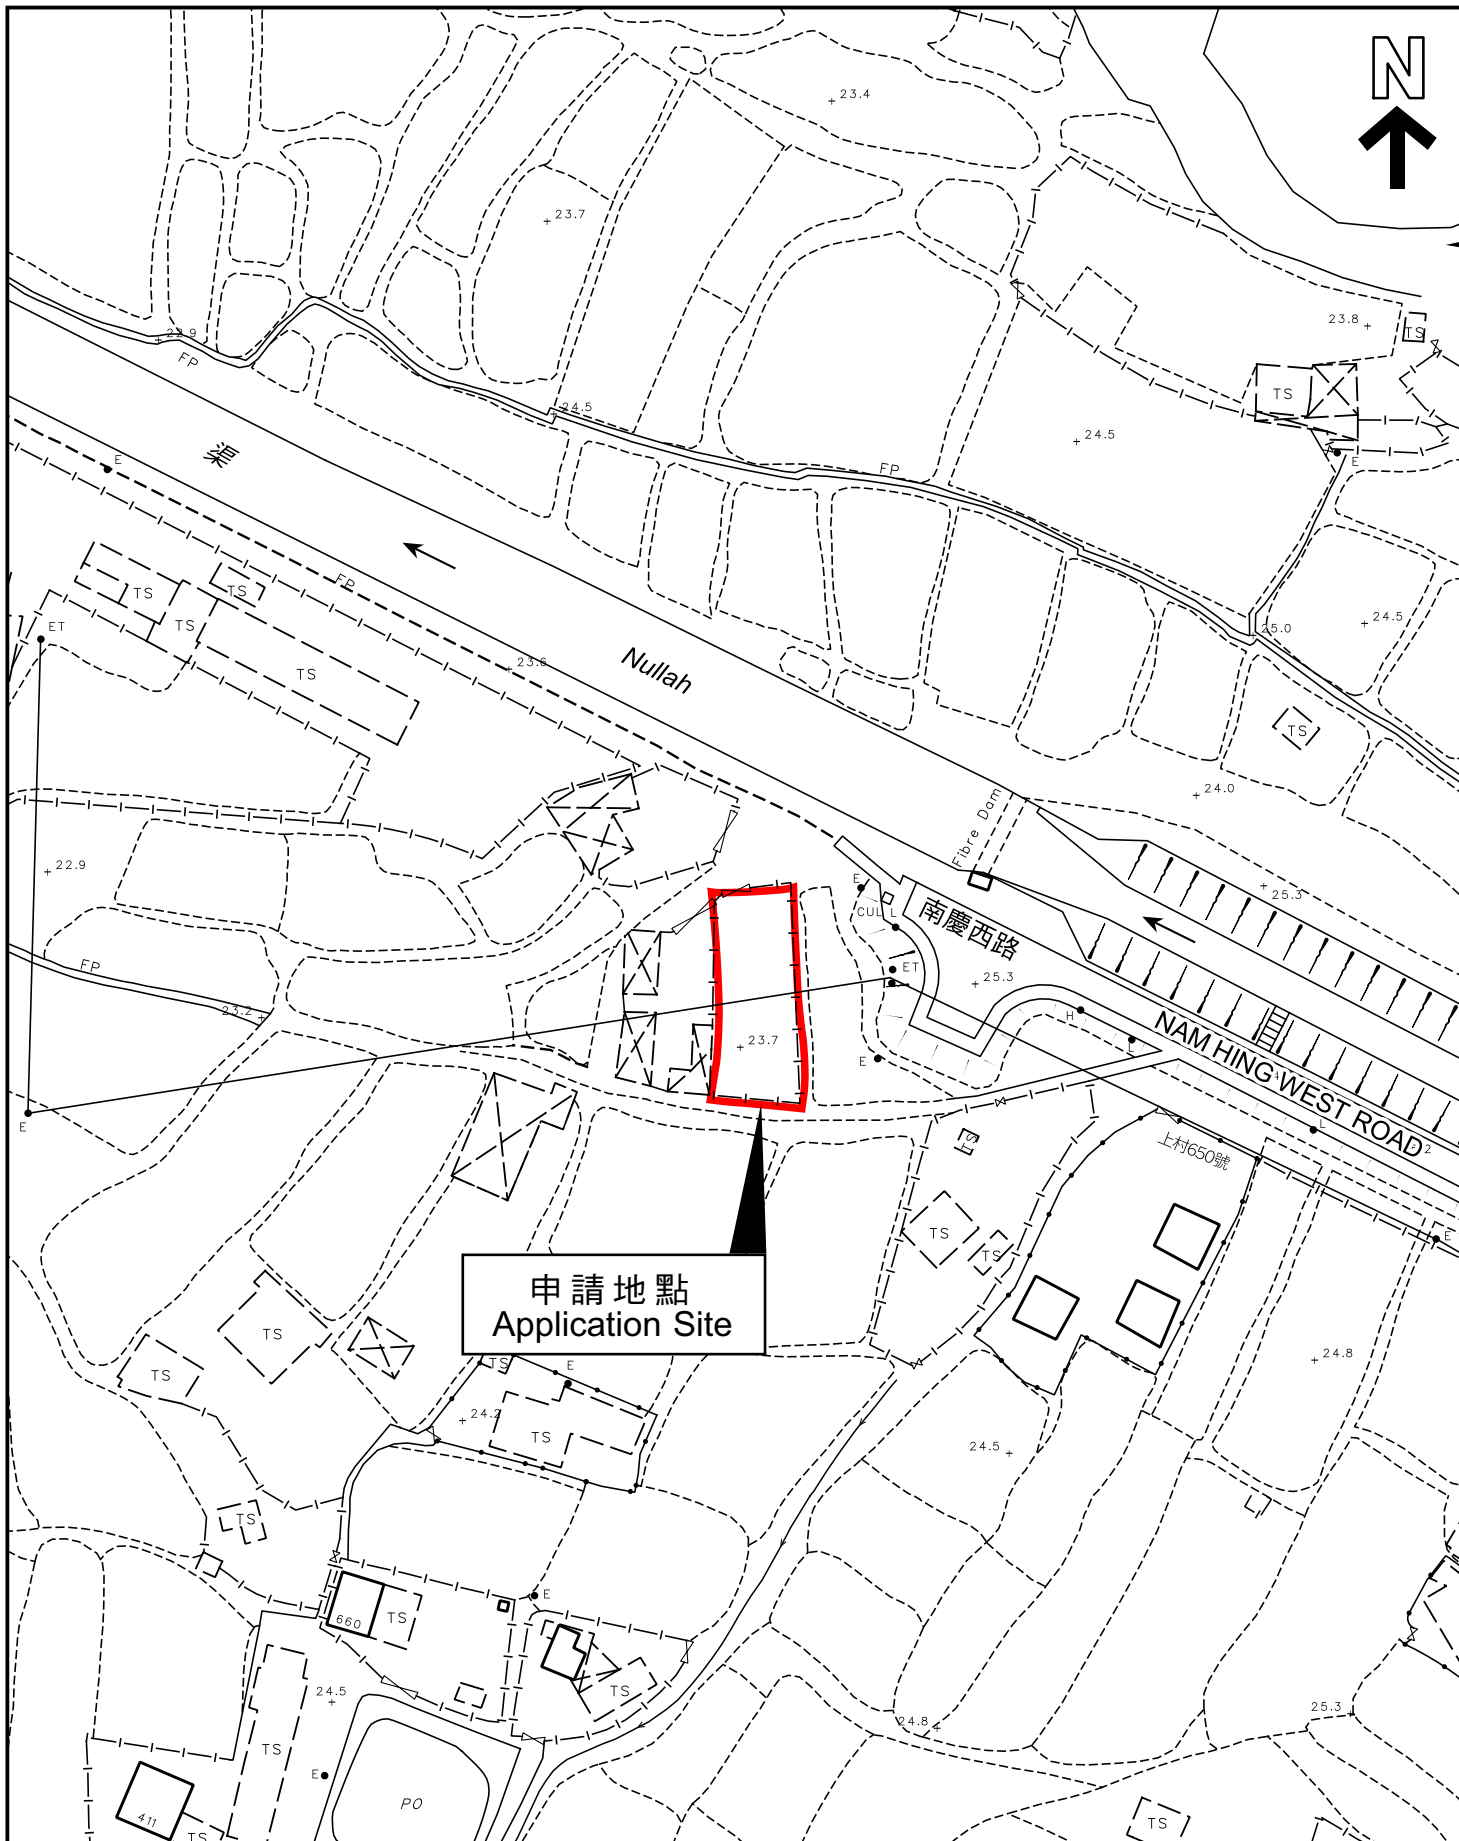 N
23.4
23.7
23.8
TS
22.9
FP
TS
24.5
24.5
渠
E
FP
E
FP
TS
TS
TS
24.5
25.0
ET
23.6
Nullah
TS
TS
24.0
Fibre Dam
22.9
E
25.3
CUL L
南慶西路
FP
ET
25.3
23.2
H
NAM HING WEST ROAD
23.7
L
E
E
L
上村650號
TS
TS
TS
E
申請地點
Application Site
TS
TS
E
24.8
TS
24.2
TS
24.5
TS
E
660
TS
TS
24.5
24.8
25.3
TS
E
PO
411
TS
TS